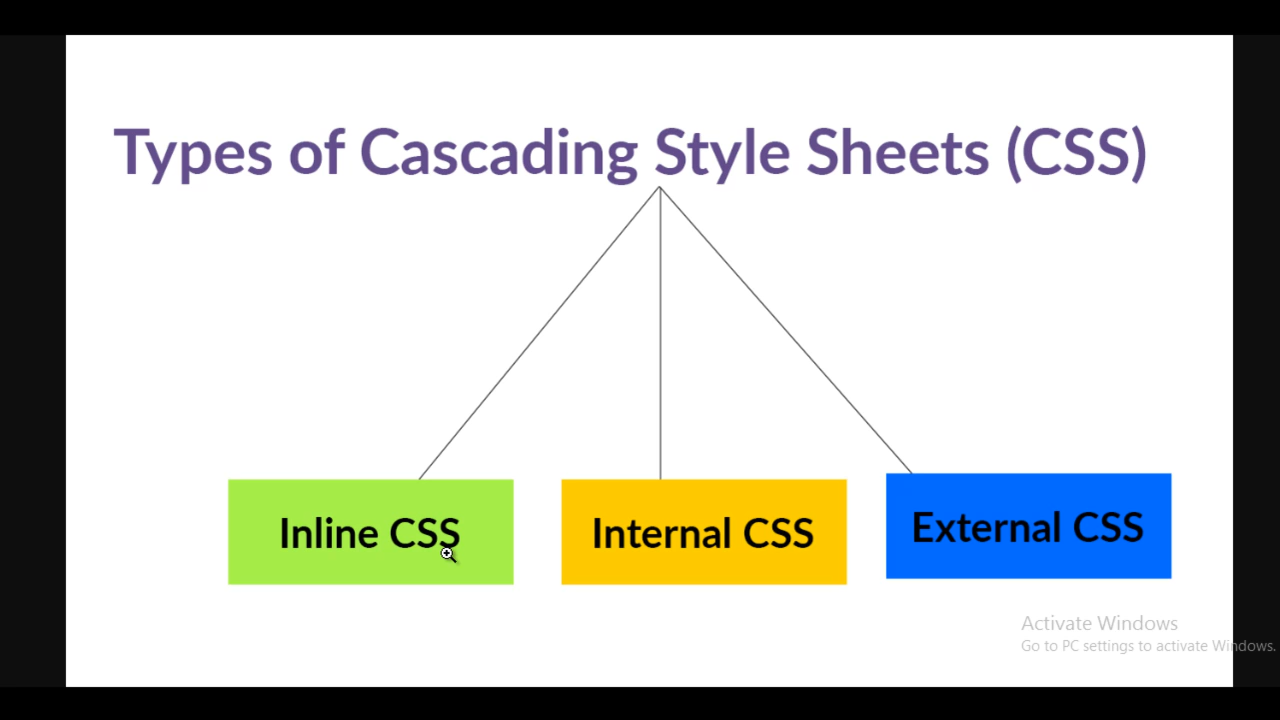 Types of Cascading Style Sheets (CSS)
Inline CSS
Internal CSS
External CSS
Activate Windows
Go to PC settings to activate Windows.